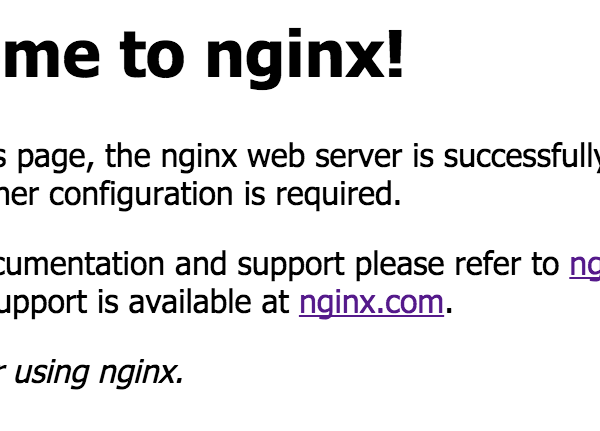 me to nginx!
s page, the nginx web server is successfully
her configuration is required.
cumentation and support please refer to ng
upport is available at nginx.com.
r using nginx.